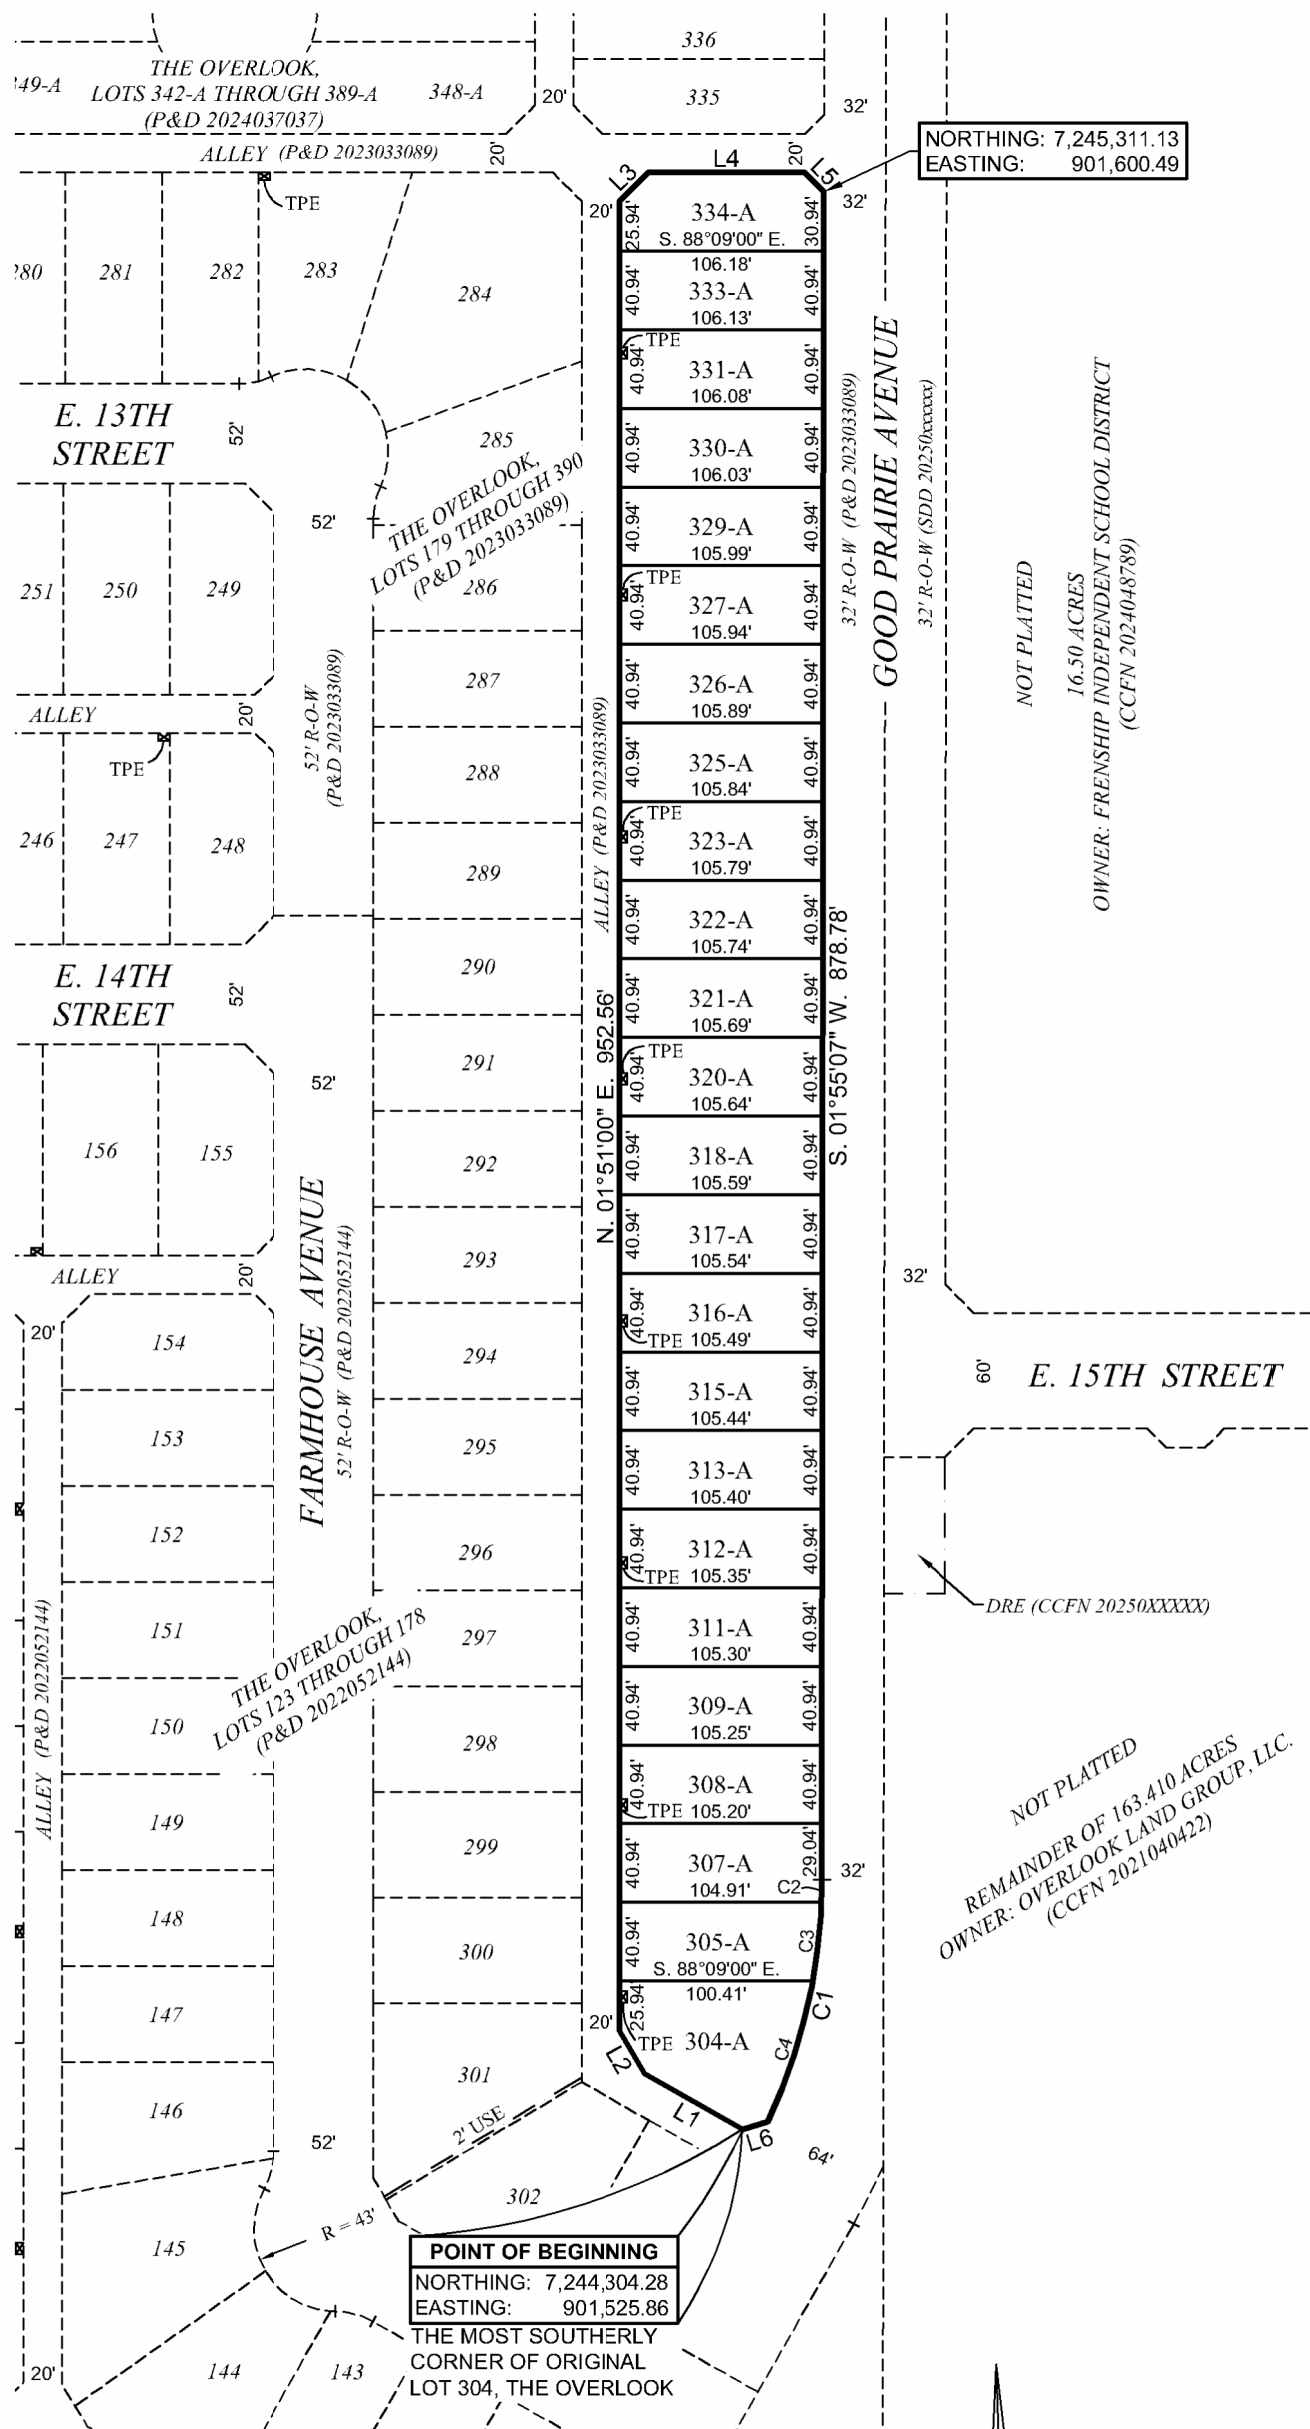 336
THE OVERLOOK,
LOTS 342-A THROUGH 389-A
(P&D 2024037037)
49-A
348-A
20'
335
32'
ALLEY (P&D 2023033089)
20'
L3
L4
20'
L5
NORTHING: 7,245,311.13
EASTING: 901,600.49
TPE
20'
32'
280
281
282
283
284
285
25.94'
334-A
30.94'
S. 88°09'00" E.
106.18'
40.94'
333-A
40.94'
106.13'
TPE
40.94'
331-A
40.94'
106.08'
40.94'
330-A
40.94'
106.03'
40.94'
329-A
40.94'
105.99'
TPE
40.94'
327-A
40.94'
105.94'
40.94'
326-A
40.94'
105.89'
40.94'
325-A
40.94'
105.84'
TPE
40.94'
323-A
40.94'
105.79'
40.94'
322-A
40.94'
105.74'
40.94'
321-A
40.94'
105.69'
TPE
40.94'
320-A
40.94'
105.64'
40.94'
318-A
40.94'
105.59'
40.94'
317-A
40.94'
105.54'
40.94'
316-A
40.94'
TPE
105.49'
40.94'
315-A
40.94'
105.44'
40.94'
313-A
40.94'
105.40'
40.94'
312-A
40.94'
TPE
105.35'
40.94'
311-A
40.94'
105.30'
40.94'
309-A
40.94'
105.25'
40.94'
308-A
40.94'
TPE
105.20'
40.94'
307-A
29.04'
104.91'
C2
32'
40.94'
305-A
C3
S. 88°09'00" E.
100.41'
25.94'
TPE
304-A
C4
C1
20'
L2
L1
L6
64'
E. 13TH
STREET
52'
52'
THE OVERLOOK,
LOTS 179 THROUGH 390
(P&D 2023033089)
251
250
249
286
287
288
289
290
291
292
293
294
295
296
297
298
299
300
301
302
ALLEY
20'
TPE
52' R-O-W
(P&D 2023033089)
246
247
248
E. 14TH
STREET
52'
52'
156
155
ALLEY
20'
20'
154
153
152
151
150
149
148
147
146
145
144
143
FARMHOUSE AVENUE
52' R-O-W (P&D 2022052144)
ALLEY (P&D 2022052144)
THE OVERLOOK,
LOTS 123 THROUGH 178
(P&D 2022052144)
ALLEY (P&D 2023033089)
N. 01°51'00" E. 952.56'
S. 01°55'07" W. 878.78'
32' R-O-W (P&D 2023033089)
GOOD PRAIRIE AVENUE
32' R-O-W (SDD 20250xxxxxx)
NOT PLATTED
16.50 ACRES
OWNER: FRENSHIP INDEPENDENT SCHOOL DISTRICT
(CCFN 2024048789)
32'
60'
E. 15TH STREET
DRE (CCFN 20250XXXXX)
NOT PLATTED
REMAINDER OF 163.410 ACRES
OWNER: OVERLOOK LAND GROUP, LLC.
(CCFN 2021040422)
52'
2' USE
R = 43'
20'
POINT OF BEGINNING
NORTHING: 7,244,304.28
EASTING: 901,525.86
THE MOST SOUTHERLY
CORNER OF ORIGINAL
LOT 304, THE OVERLOOK